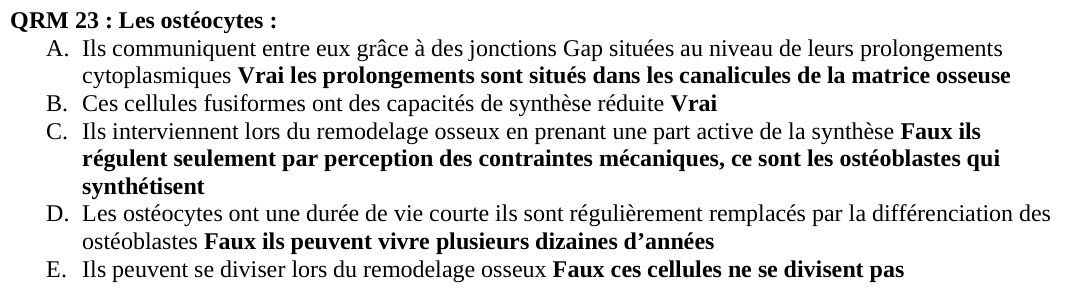 QRM 23 : Les ostéocytes :
A. Ils communiquent entre eux grâce à des jonctions Gap situées au niveau de leurs prolongements
cytoplasmiques Vrai les prolongements sont situés dans les canalicules de la matrice osseuse
B. Ces cellules fusiformes ont des capacités de synthèse réduite Vrai
C. Ils interviennent lors du remodelage osseux en prenant une part active de la synthèse Faux ils
régulent seulement par perception des contraintes mécaniques, ce sont les ostéoblastes qui
synthétisent
D. Les ostéocytes ont une durée de vie courte ils sont régulièrement remplacés par la différenciation des
ostéoblastes Faux ils peuvent vivre plusieurs dizaines d’années
E. Ils peuvent se diviser lors du remodelage osseux Faux ces cellules ne se divisent pas